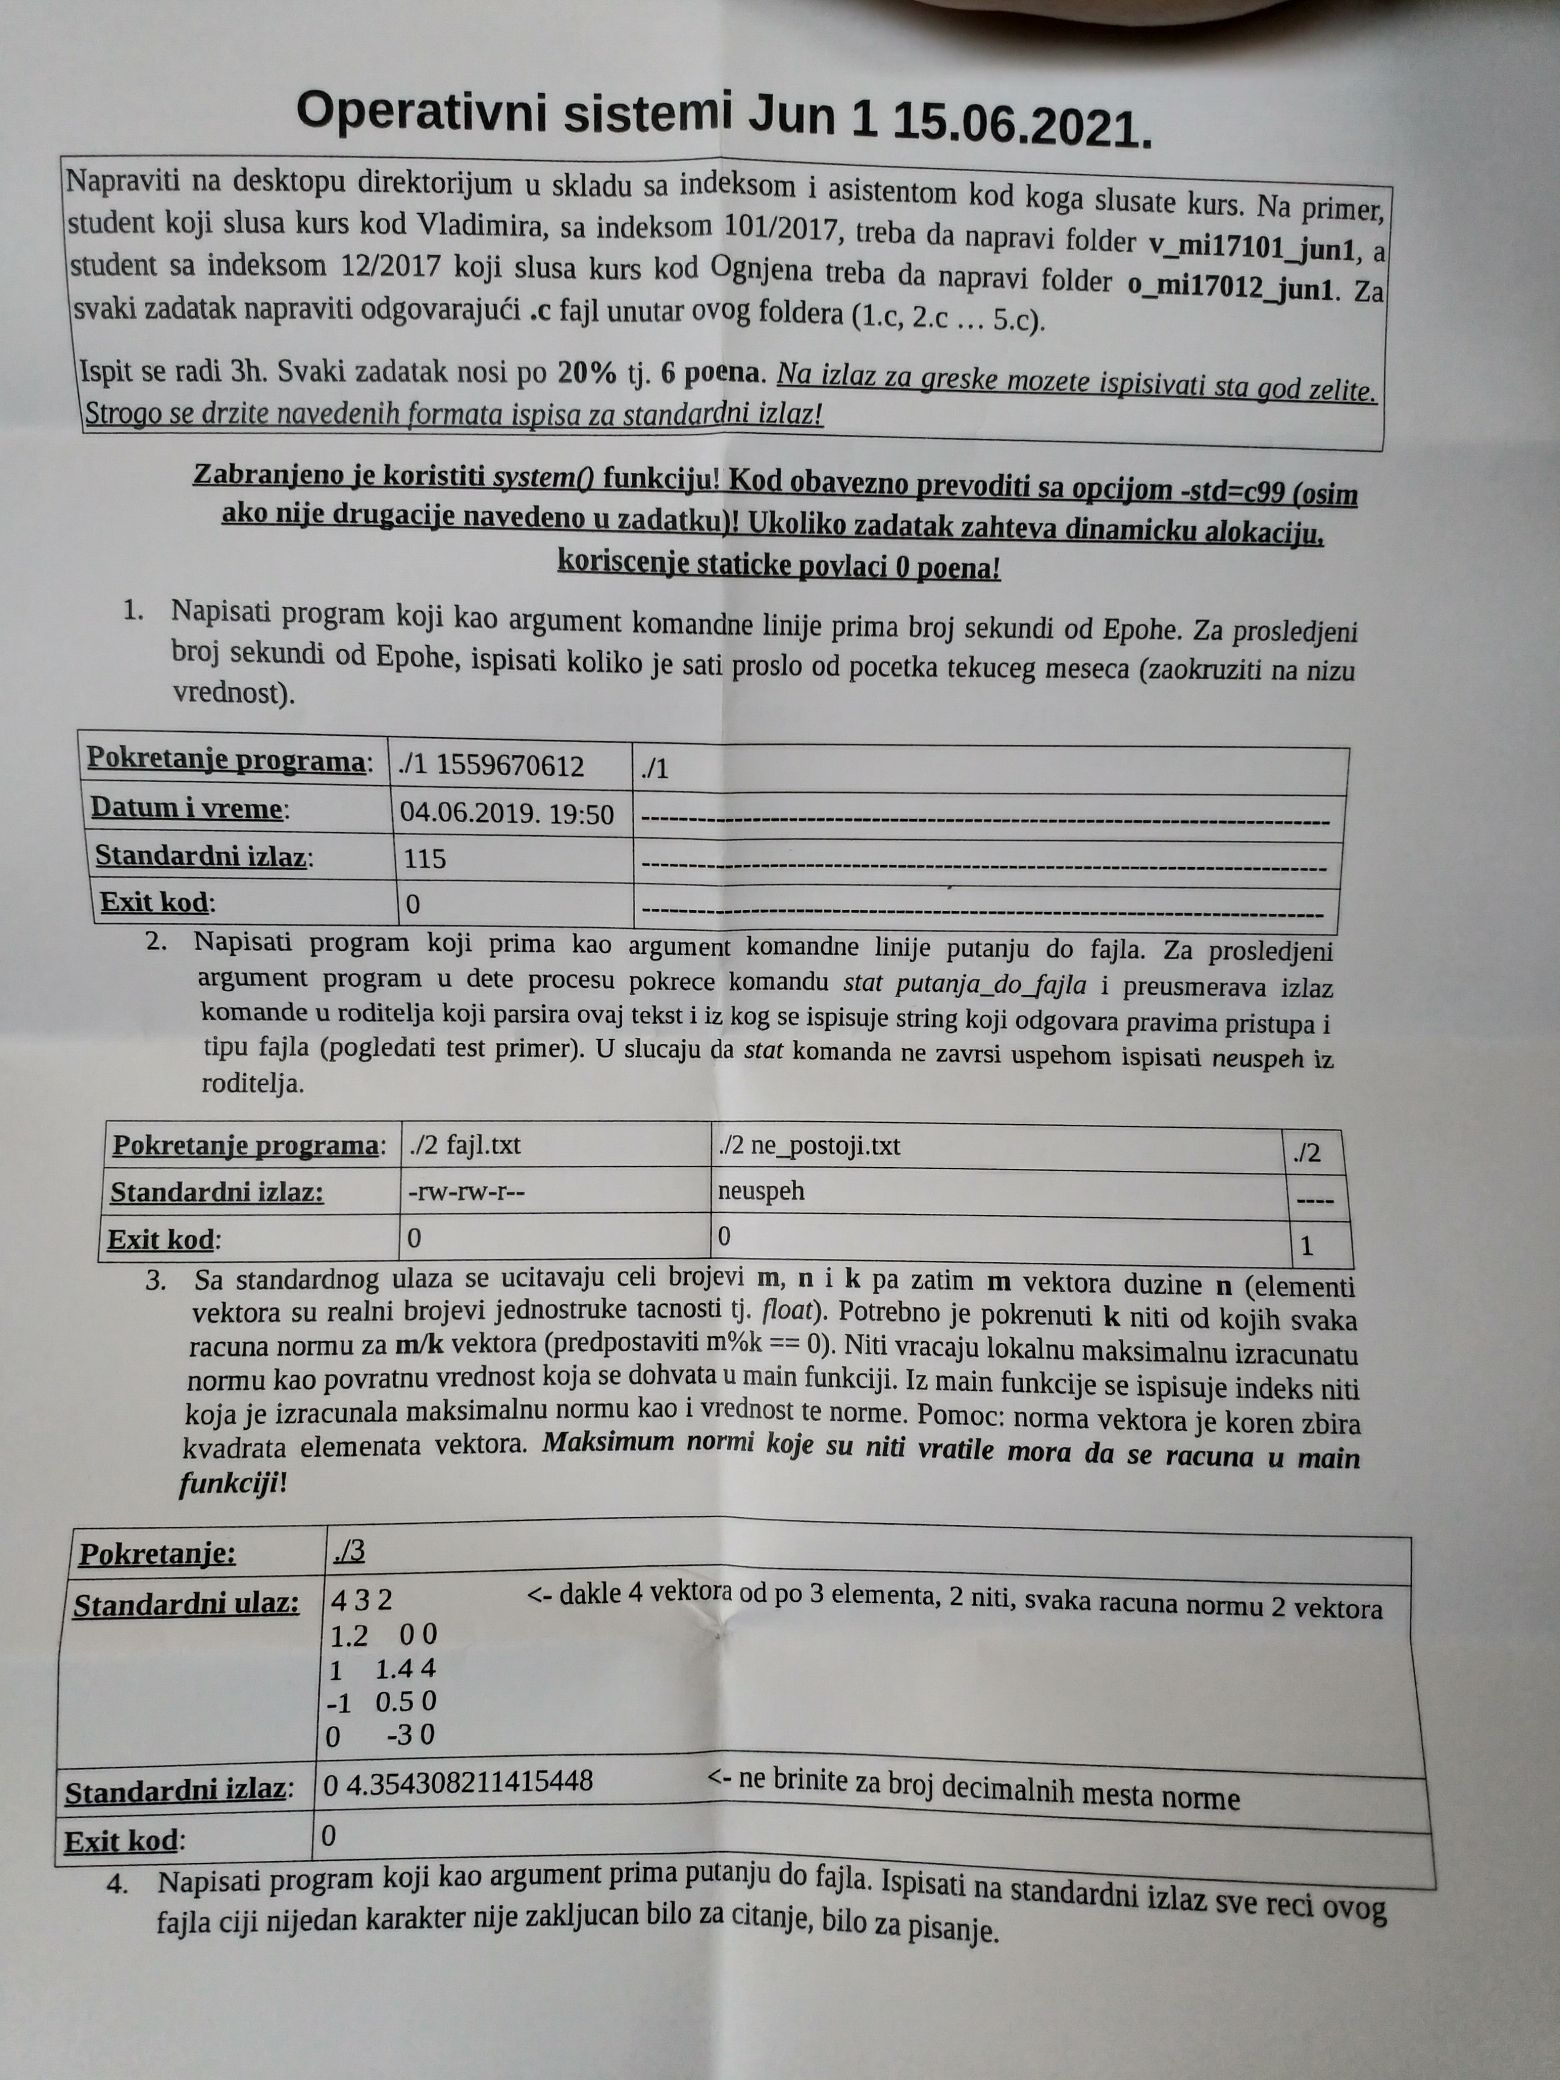 Operativni sistemi Jun 1 15.06.2021.
Napraviti na desktopu direktorijum u skladu sa indeksom i asistentom kod koga slusate kurs. Na primer,
student koji slusa kurs kod Vladimira, sa indeksom 101/2017, treba da napravi folder v_mi17101_jun1, a
student sa indeksom 12/2017 koji slusa kurs kod Ognjena treba da napravi folder o_mi17012_jun1. Za
svaki zadatak napraviti odgovarajući .c fajl unutar ovog foldera (1.c, 2.c … 5.c).
Ispit se radi 3h. Svaki zadatak nosi po 20% tj. 6 poena. Na izlaz za greske mozete ispisivati sta god zelite.
Strogo se drzite navedenih formata ispisa za standardni izlaz!
Zabranjeno je koristiti system() funkciju! Kod obavezno prevoditi sa opcijom -std=c99 (osim
ako nije drugacije navedeno u zadatku)! Ukoliko zadatak zahteva dinamicku alokaciju,
koriscenje staticke povlaci 0 poena!
1. Napisati program koji kao argument komandne linije prima broj sekundi od Epohe. Za prosledjeni
broj sekundi od Epohe, ispisati koliko je sati proslo od pocetka tekuceg meseca (zaokruziti na nizu
vrednost).
Pokretanje programa: ./1 1559670612 ./1
Datum i vreme: 04.06.2019. 19:50 --------------------------------------------------------------------------
Standardni izlaz: 115 --------------------------------------------------------------------------
Exit kod: 0 --------------------------------------------------------------------------
2. Napisati program koji prima kao argument komandne linije putanju do fajla. Za prosledjeni
argument program u dete procesu pokrece komandu stat putanja_do_fajla i preusmerava izlaz
komande u roditelja koji parsira ovaj tekst i iz kog se ispisuje string koji odgovara pravima pristupa i
tipu fajla (pogledati test primer). U slucaju da stat komanda ne zavrsi uspehom ispisati neuspeh iz
roditelja.
Pokretanje programa: ./2 fajl.txt ./2 ne_postoji.txt ./2
Standardni izlaz: -rw-rw-r-- neuspeh ----
Exit kod: 0 0 1
3. Sa standardnog ulaza se ucitavaju celi brojevi m, n i k pa zatim m vektora duzine n (elementi
vektora su realni brojevi jednostruke tacnosti tj. float). Potrebno je pokrenuti k niti od kojih svaka
racuna normu za m/k vektora (predpostaviti m%k == 0). Niti vracaju lokalnu maksimalnu izracunatu
normu kao povratnu vrednost koja se dohvata u main funkciji. Iz main funkcije se ispisuje indeks niti
koja je izracunala maksimalnu normu kao i vrednost te norme. Pomoc: norma vektora je koren zbira
kvadrata elemenata vektora. Maksimum normi koje su niti vratile mora da se racuna u main
funkciji!
Pokretanje: ./3
Standardni ulaz: 4 3 2 <- dakle 4 vektora od po 3 elementa, 2 niti, svaka racuna normu 2 vektora
1.2 0 0
1 1.4 4
-1 0.5 0
0 -3 0
Standardni izlaz: 0 4.354308211415448 <- ne brinite za broj decimalnih mesta norme
Exit kod: 0
4. Napisati program koji kao argument prima putanju do fajla. Ispisati na standardni izlaz sve reci ovog
fajla ciji nijedan karakter nije zakljucan bilo za citanje, bilo za pisanje.